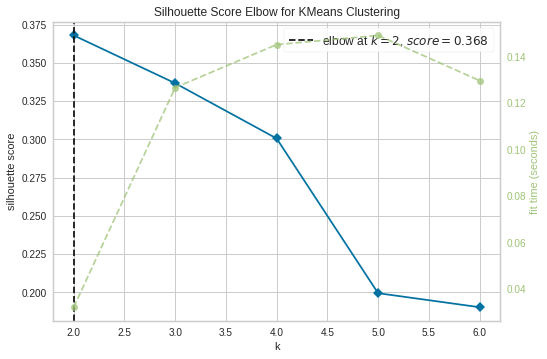 Silhouette Score Elbow for KMeans Clustering
elbow at k = 2, score = 0.368
0.375
0.350
0.325
0.300
0.275
0.250
0.225
0.200
silhouette score
0.14
0.12
0.10
0.08
0.06
0.04
fit time (seconds)
2.0 2.5 3.0 3.5 4.0 4.5 5.0 5.5 6.0
k